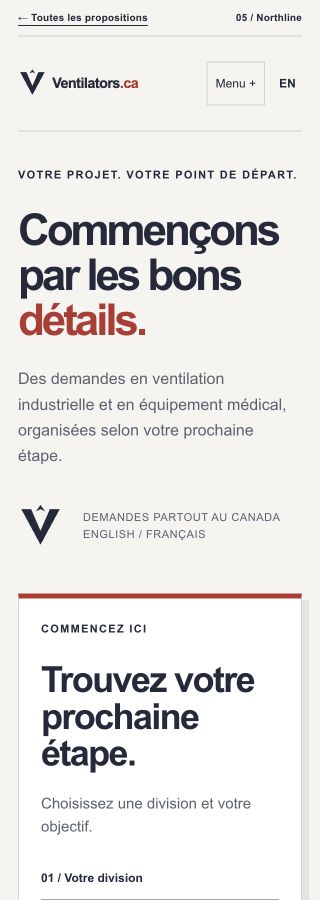 ← Toutes les propositions
05 / Northline
Ventilators.ca
Menu +
EN
VOTRE PROJET. VOTRE POINT DE DÉPART.
Commençons
par les bons
détails.
Des demandes en ventilation
industrielle et en équipement médical,
organisées selon votre prochaine
étape.
DEMANDES PARTOUT AU CANADA
ENGLISH / FRANÇAIS
COMMENCEZ ICI
Trouvez votre
prochaine
étape.
Choisissez une division et votre
objectif.
01 / Votre division